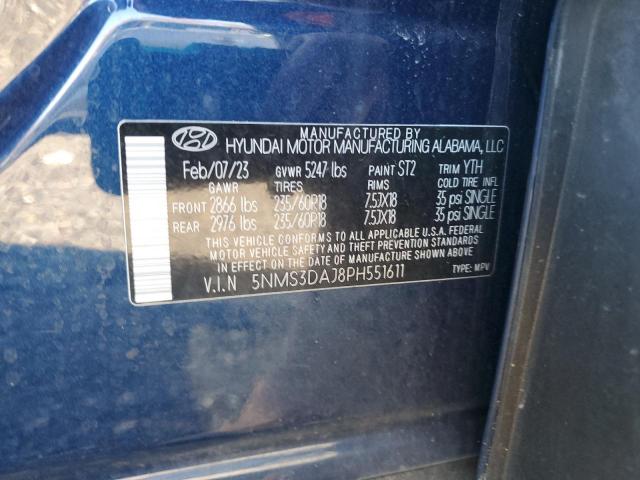 MANUFACTURED BY
HYUNDAI MOTOR MANUFACTURING ALABAMA, LLC
Feb/07/23 GVWR 5247 lbs PAINT ST2 TRIM YTH
GAWR TIRES RIMS COLD TIRE INFL
FRONT 2866 lbs 235/60R18 7.5JX18 35 psi SINGLE
REAR 2976 lbs 235/60R18 7.5JX18 35 psi SINGLE
THIS VEHICLE CONFORMS TO ALL APPLICABLE U.S.A. FEDERAL
MOTOR VEHICLE SAFETY, BUMPER, AND THEFT PREVENTION
STANDARDS IN EFFECT ON THE DATE OF MANUFACTURE SHOWN ABOVE.
V.I.N 5NMS3DAJ8PH551611 TYPE: MPV